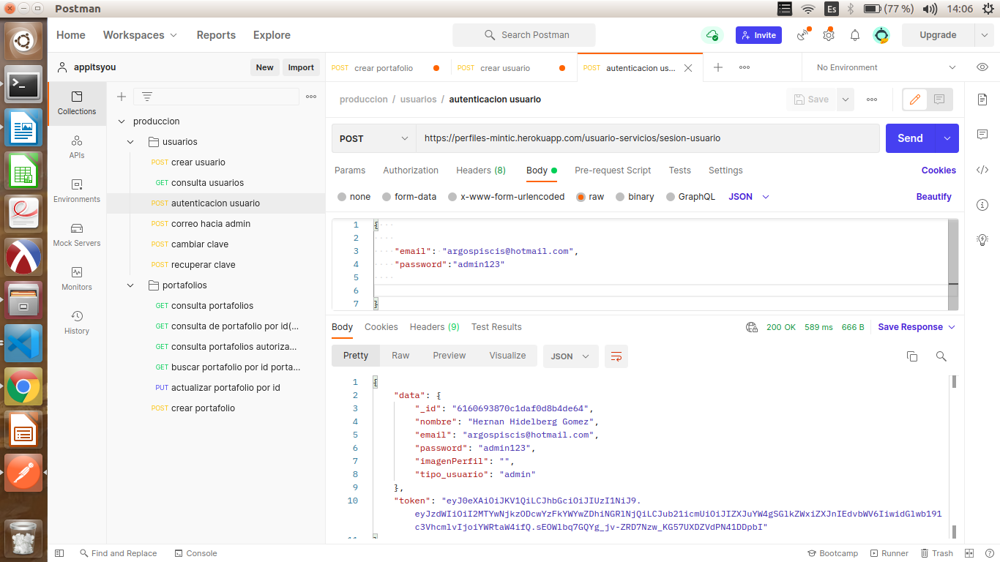 Postman
Es
(77 %)
14:06
Home
Workspaces
Reports
Explore
Search Postman
Invite
Upgrade
appitsyou
New
Import
POST crear portafolio
POST crear usuario
POST autenticacion us...
No Environment
Collections
APIs
Environments
Mock Servers
Monitors
History
produccion
usuarios
POST crear usuario
GET consulta usuarios
POST autenticacion usuario
POST correo hacia admin
POST cambiar clave
POST recuperar clave
portafolios
GET consulta portafolios
GET consulta de portafolio por id(...
GET consulta portafolios autoriza...
GET buscar portafolio por id porta...
PUT actualizar portafolio por id
POST crear portafolio
produccion / usuarios / autenticacion usuario
Save
POST
https://perfiles-mintic.herokuapp.com/usuario-servicios/sesion-usuario
Send
Params
Authorization
Headers (8)
Body
Pre-request Script
Tests
Settings
Cookies
none
form-data
x-www-form-urlencoded
raw
binary
GraphQL
JSON
Beautify
1 {
2
3 "email": "argospiscis@hotmail.com",
4 "password":"admin123"
5
6
7 }
Body
Cookies
Headers (9)
Test Results
200 OK
589 ms
666 B
Save Response
Pretty
Raw
Preview
Visualize
JSON
1 {
2 "data": {
3 "_id": "6160693870c1daf0d8b4de64",
4 "nombre": "Hernan Hidelberg Gomez",
5 "email": "argospiscis@hotmail.com",
6 "password": "admin123",
7 "imagenPerfil": "",
8 "tipo_usuario": "admin"
9 },
10 "token": "eyJ0eXAiOiJKV1QiLCJhbGciOiJIUzI1NiJ9.
eyJzdWIiOiI2MTYwNjkzODcwYzFkYWYwZDhiNGRlNjQiLCJub21icmUiOiJIZXJuYW4gSGlkZWxiZXJnIEdvbWV6IiwidGlwb191
c3VhcmlvIjoiYWRtaW4ifQ.sEOWlbq7GQYg_jv-ZRD7Nzw_KG57UXDZVdPN41DDpbI"
Find and Replace
Console
Bootcamp
Runner
Trash